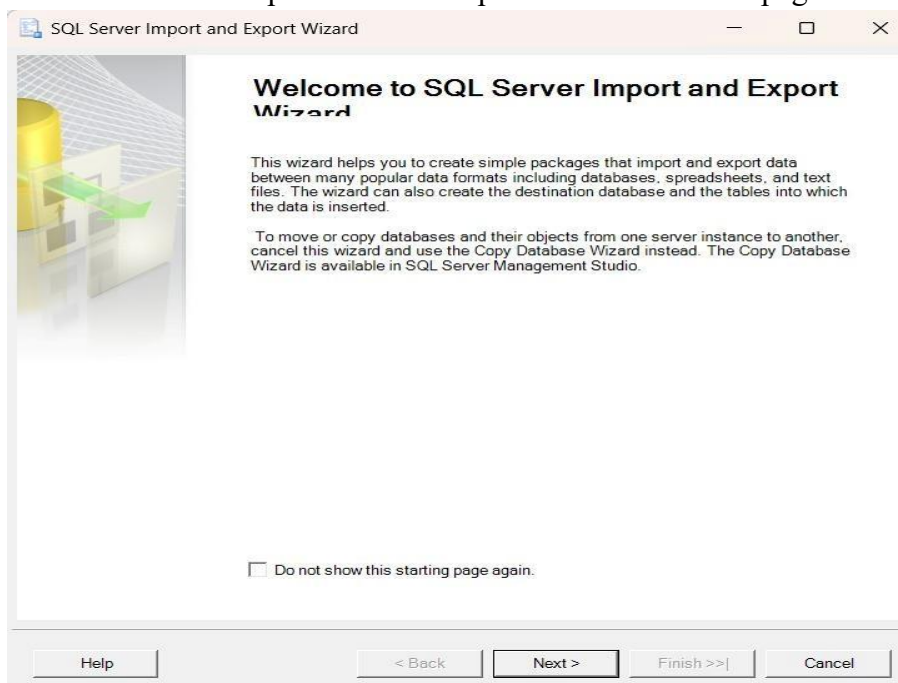 SQL Server Import and Export Wizard
Welcome to SQL Server Import and Export
Wizard
This wizard helps you to create simple packages that import and export data
between many popular data formats including databases, spreadsheets, and text
files. The wizard can also create the destination database and the tables into which
the data is inserted.
To move or copy databases and their objects from one server instance to another,
cancel this wizard and use the Copy Database Wizard instead. The Copy Database
Wizard is available in SQL Server Management Studio.
Do not show this starting page again.
Help < Back Next > Finish >>| Cancel